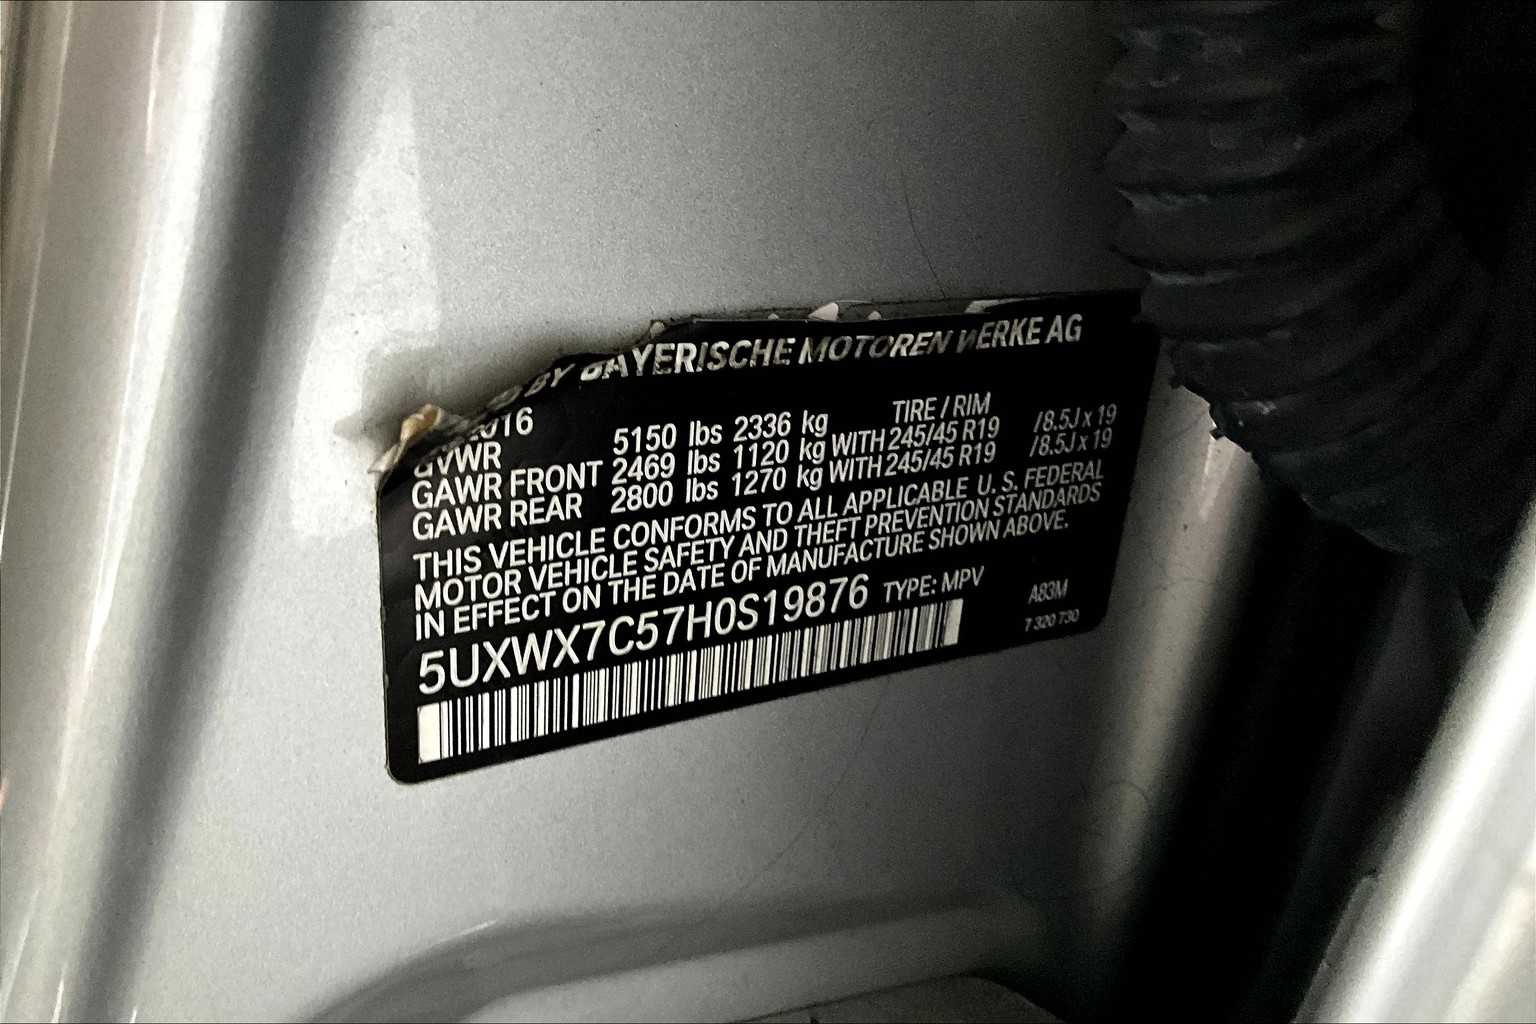 BY BAYERISCHE MOTOREN WERKE AG
2016 TIRE / RIM
GVWR 5150 lbs 2336 kg
GAWR FRONT 2469 lbs 1120 kg WITH 245/45 R19 /8.5J x 19
GAWR REAR 2800 lbs 1270 kg WITH 245/45 R19 /8.5J x 19
THIS VEHICLE CONFORMS TO ALL APPLICABLE U. S. FEDERAL
MOTOR VEHICLE SAFETY AND THEFT PREVENTION STANDARDS
IN EFFECT ON THE DATE OF MANUFACTURE SHOWN ABOVE.
5UXWX7C57H0S19876 TYPE: MPV A83M
7 320 730